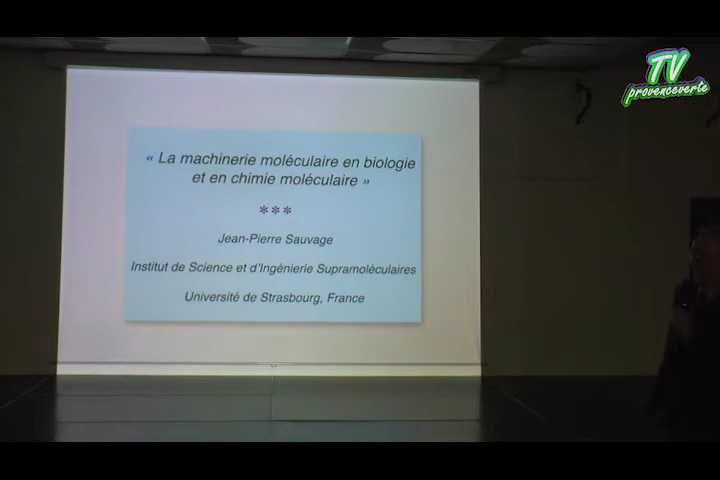 TV
provenceverte
« La machinerie moléculaire en biologie
et en chimie moléculaire »
***
Jean-Pierre Sauvage
Institut de Science et d'Ingénierie Supramoléculaires
Université de Strasbourg, France